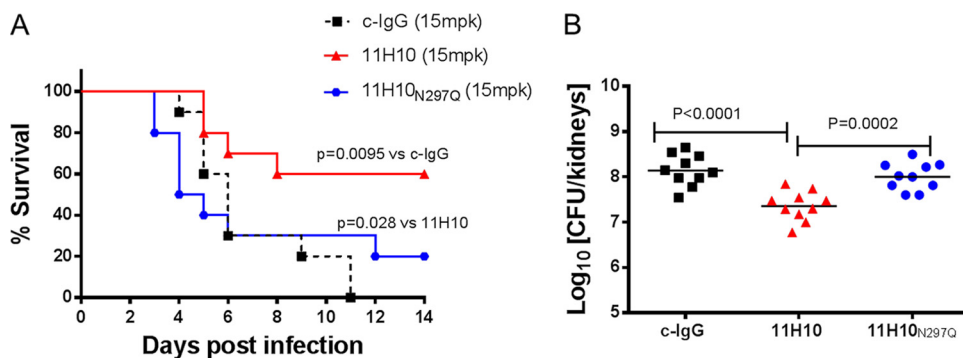 A
c-IgG (15mpk)
11H10 (15mpk)
11H10N297Q (15mpk)
% Survival
100
80
60
40
20
0
p=0.0095 vs c-IgG
p=0.028 vs 11H10
0 2 4 6 8 10 12 14
Days post infection
B
Log10 [CFU/kidneys]
10
9
8
7
6
5
P<0.0001
P=0.0002
c-IgG 11H10 11H10N297Q